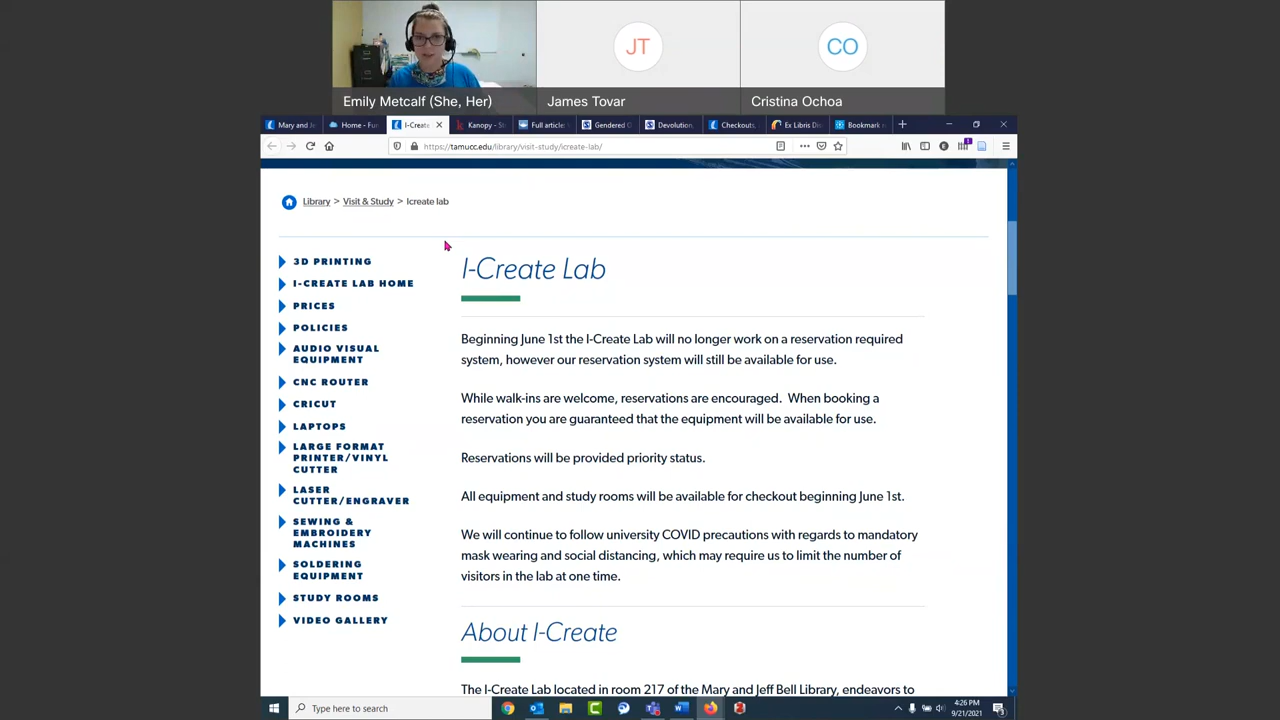 JT
CO
Emily Metcalf (She, Her)
James Tovar
Cristina Ochoa
Mary and Je
Home - Fun
I-Create
Kanopy - St
Full article:
Gendered O
Devolution
Checkouts,
Ex Libris Dis
Bookmark
https://tamucc.edu/library/visit-study/icreate-lab/
1
Library > Visit & Study > Icreate lab
3D PRINTING
I-CREATE LAB HOME
PRICES
POLICIES
AUDIO VISUAL
EQUIPMENT
CNC ROUTER
CRICUT
LAPTOPS
LARGE FORMAT
PRINTER/VINYL
CUTTER
LASER
CUTTER/ENGRAVER
SEWING &
EMBROIDERY
MACHINES
SOLDERING
EQUIPMENT
STUDY ROOMS
VIDEO GALLERY
I-Create Lab
Beginning June 1st the I-Create Lab will no longer work on a reservation required
system, however our reservation system will still be available for use.
While walk-ins are welcome, reservations are encouraged. When booking a
reservation you are guaranteed that the equipment will be available for use.
Reservations will be provided priority status.
All equipment and study rooms will be available for checkout beginning June 1st.
We will continue to follow university COVID precautions with regards to mandatory
mask wearing and social distancing, which may require us to limit the number of
visitors in the lab at one time.
About I-Create
The I-Create Lab located in room 217 of the Mary and Jeff Bell Library, endeavors to
Type here to search
4:26 PM
9/21/2021